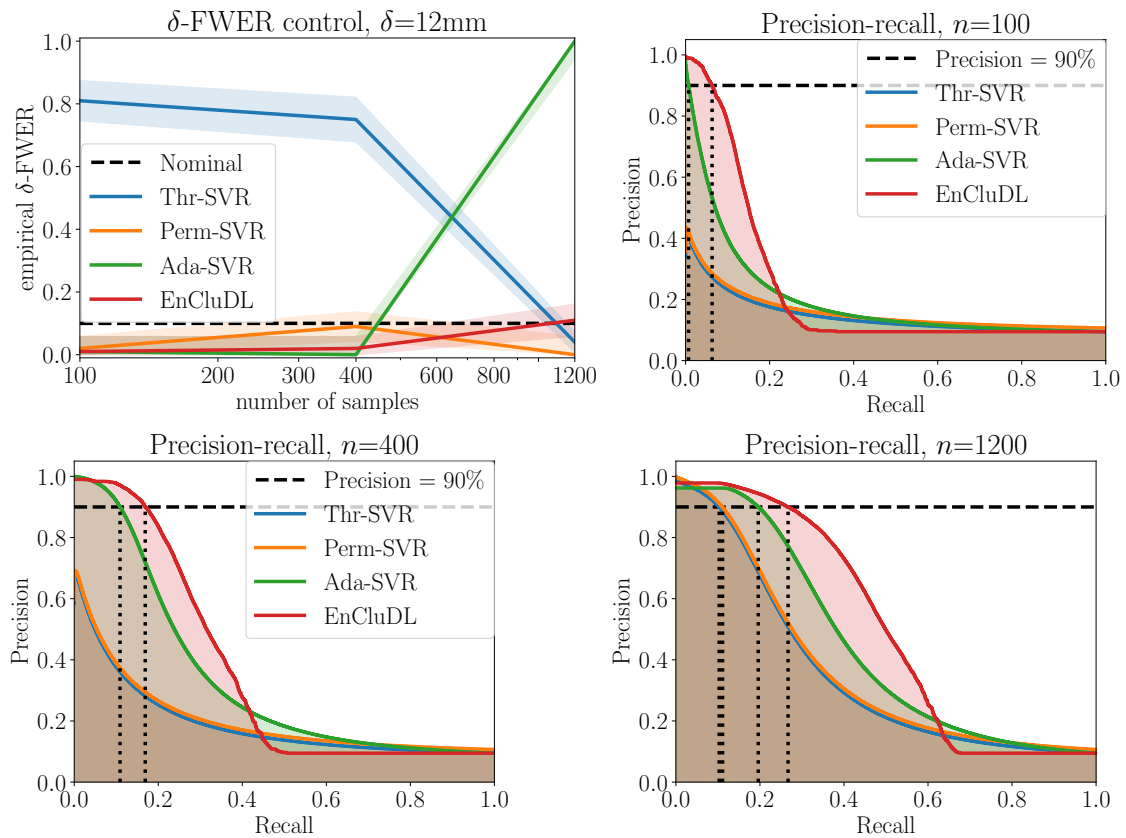 δ-FWER control, δ=12mm
empirical δ-FWER
1.0
0.8
0.6
0.4
0.2
0.0
Nominal
Thr-SVR
Perm-SVR
Ada-SVR
EnCluDL
100
200
300
400
600
800
1200
number of samples
Precision-recall, n=100
Precision
1.0
0.8
0.6
0.4
0.2
0.0
Precision = 90%
Thr-SVR
Perm-SVR
Ada-SVR
EnCluDL
0.0
0.2
0.4
0.6
0.8
1.0
Recall
Precision-recall, n=400
Precision
1.0
0.8
0.6
0.4
0.2
0.0
Precision = 90%
Thr-SVR
Perm-SVR
Ada-SVR
EnCluDL
0.0
0.2
0.4
0.6
0.8
1.0
Recall
Precision-recall, n=1200
Precision
1.0
0.8
0.6
0.4
0.2
0.0
0.0
0.2
0.4
0.6
0.8
1.0
Recall